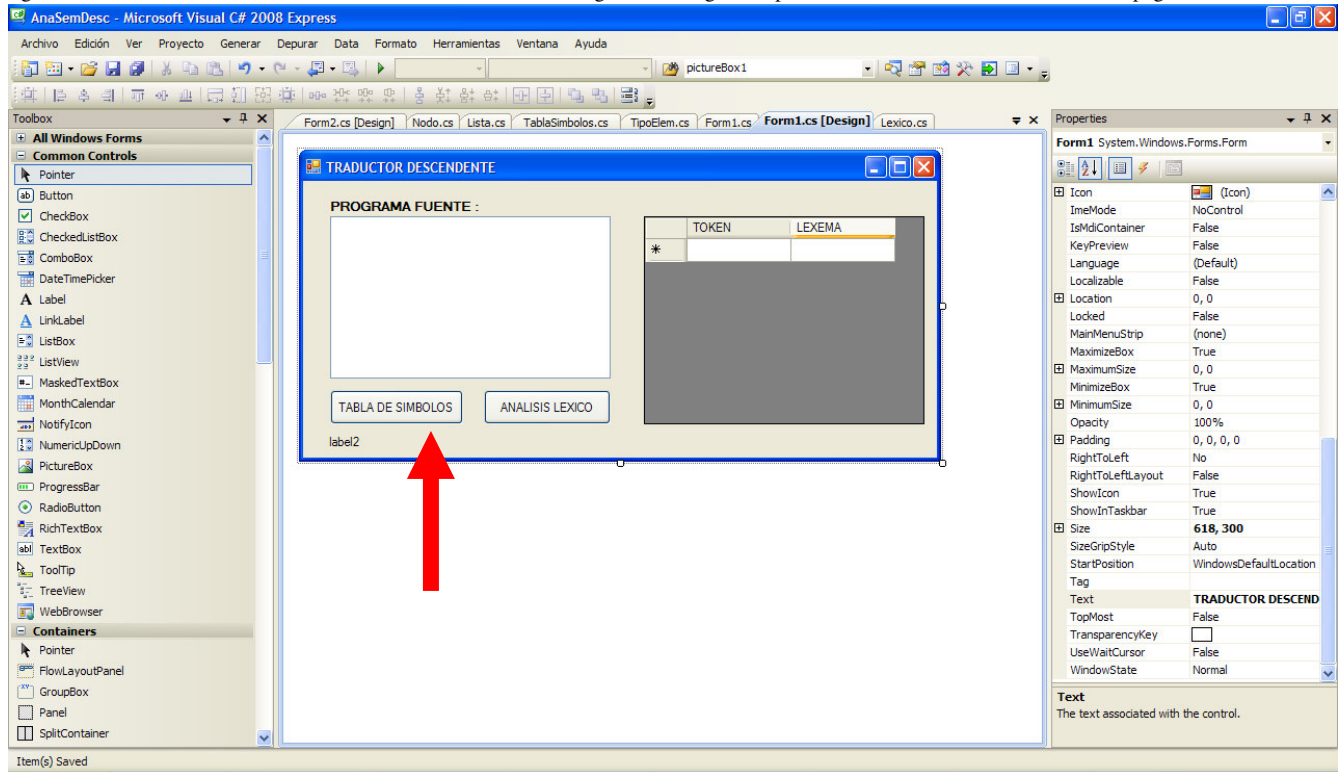 AnaSemDesc - Microsoft Visual C# 2008 Express
Archivo Edición Ver Proyecto Generar Depurar Data Formato Herramientas Ventana Ayuda
pictureBox1
Toolbox
All Windows Forms
Common Controls
Pointer
Button
CheckBox
CheckedListBox
ComboBox
DateTimePicker
Label
LinkLabel
ListBox
ListView
MaskedTextBox
MonthCalendar
NotifyIcon
NumericUpDown
PictureBox
ProgressBar
RadioButton
RichTextBox
TextBox
ToolTip
TreeView
WebBrowser
Containers
Pointer
FlowLayoutPanel
GroupBox
Panel
SplitContainer
Form2.cs [Design] Nodo.cs Lista.cs TablaSimbolos.cs TipoElem.cs Form1.cs Form1.cs [Design] Lexico.cs
TRADUCTOR DESCENDENTE
PROGRAMA FUENTE :
TOKEN LEXEMA
TABLA DE SIMBOLOS ANALISIS LEXICO
label2
Properties
Form1 System.Windows.Forms.Form
Icon (Icon)
ImeMode NoControl
IsMdiContainer False
KeyPreview False
Language (Default)
Localizable False
Location 0, 0
Locked False
MainMenuStrip (none)
MaximizeBox True
MaximumSize 0, 0
MinimizeBox True
MinimumSize 0, 0
Opacity 100%
Padding 0, 0, 0, 0
RightToLeft No
RightToLeftLayout False
ShowIcon True
ShowInTaskbar True
Size 618, 300
SizeGripStyle Auto
StartPosition WindowsDefaultLocation
Tag
Text TRADUCTOR DESCEND
TopMost False
TransparencyKey
UseWaitCursor False
WindowState Normal
Text
The text associated with the control.
Item(s) Saved